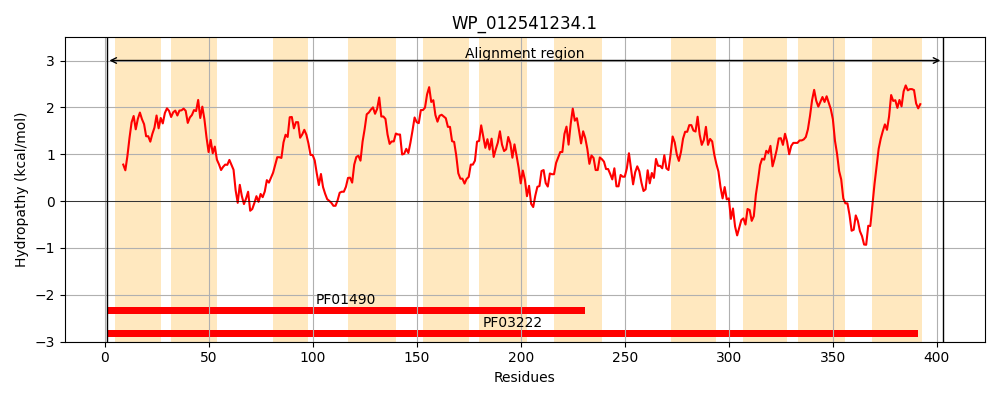 WP_012541234.1
Alignment region
3
2
1
0
−1
−2
−3
Hydropathy (kcal/mol)
PF01490
PF03222
0 50 100 150 200 250 300 350 400
Residues